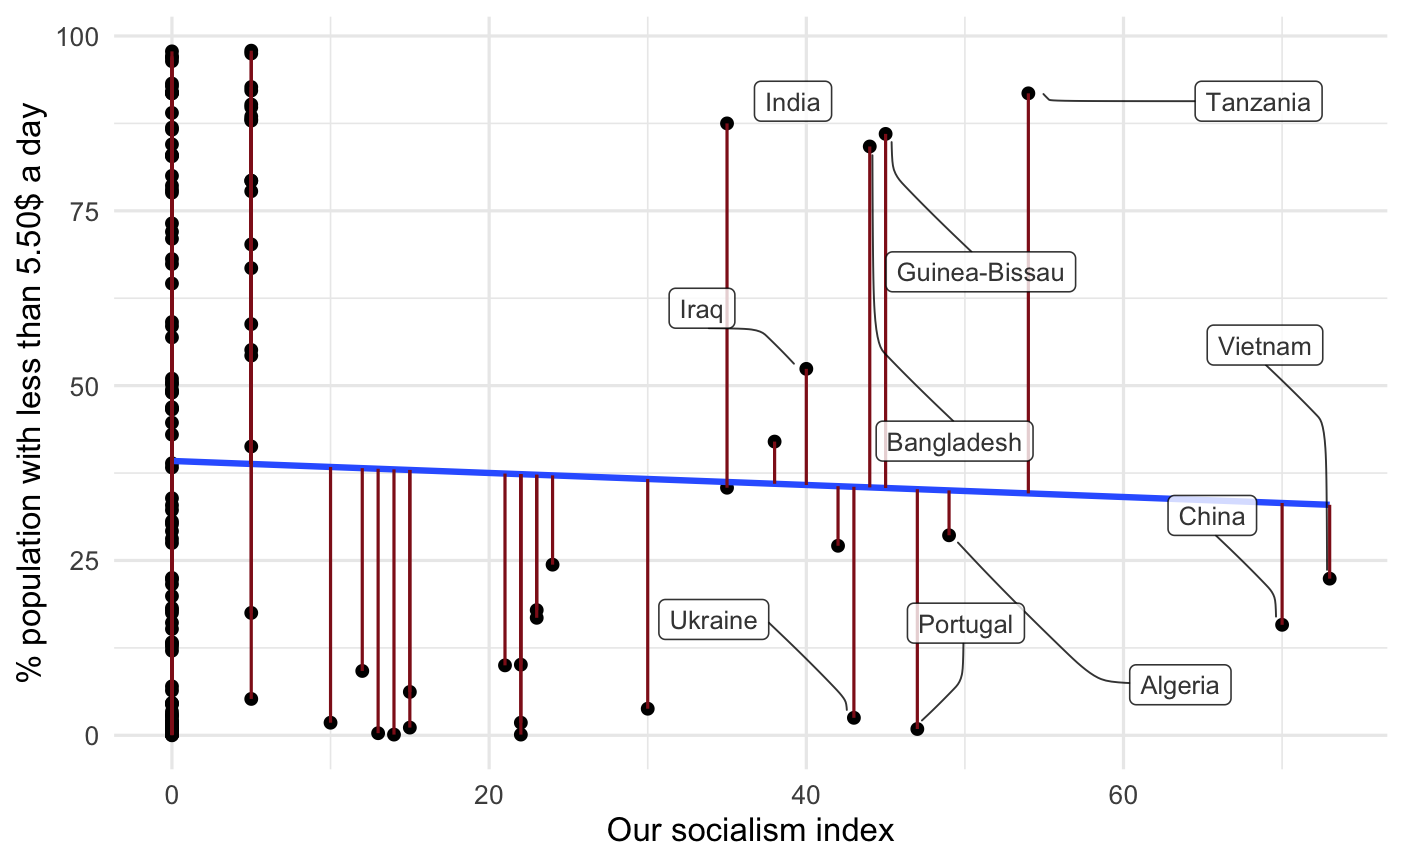 % population with less than 5.50$ a day
100
75
50
25
0
India
Tanzania
Guinea-Bissau
Iraq
Vietnam
Bangladesh
China
Ukraine
Portugal
Algeria
0
20
40
60
Our socialism index